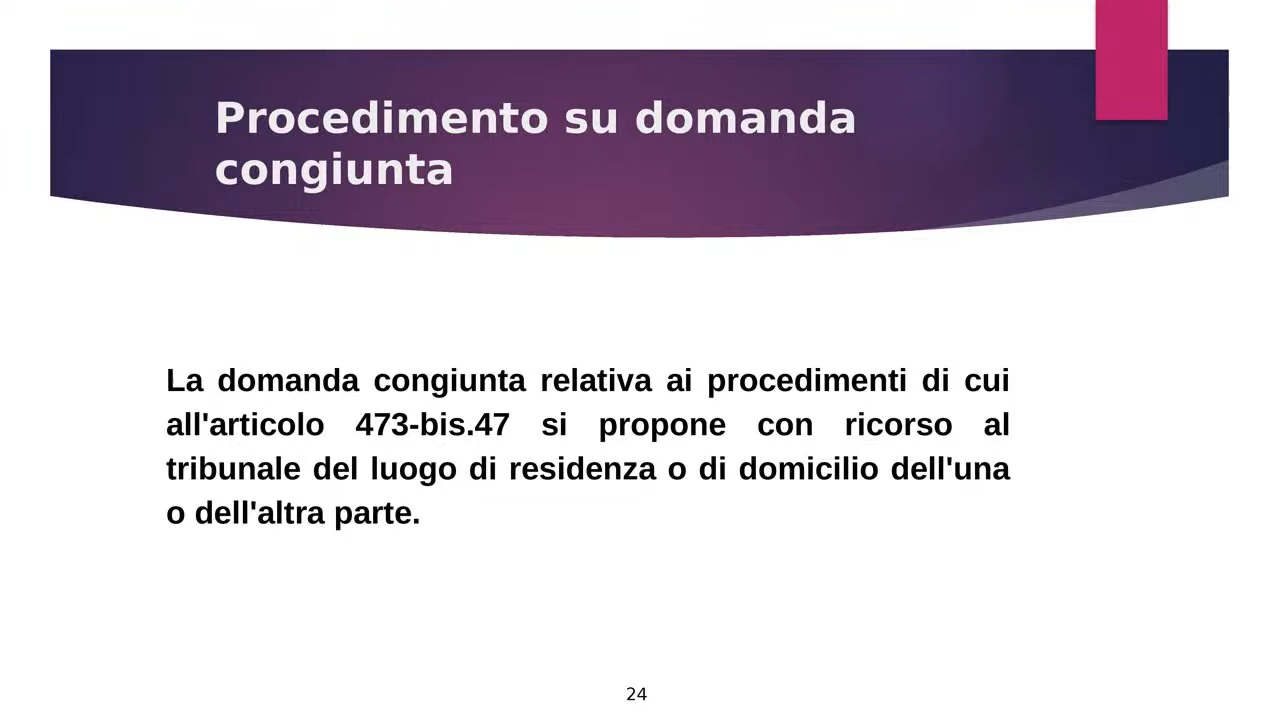 Procedimento su domanda
congiunta
La domanda congiunta relativa ai procedimenti di cui
all'articolo 473-bis.47 si propone con ricorso al
tribunale del luogo di residenza o di domicilio dell'una
o dell'altra parte.
24